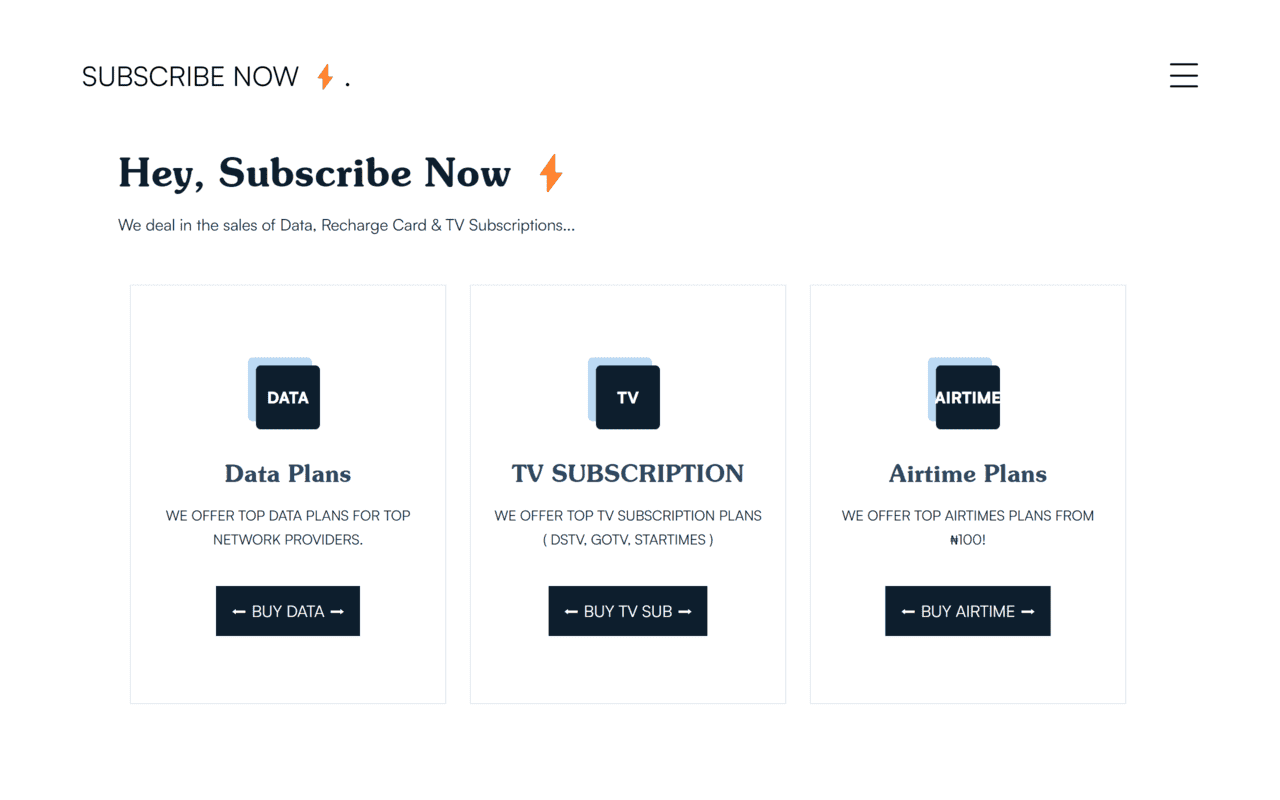 SUBSCRIBE NOW ⚡ .
Hey, Subscribe Now ⚡
We deal in the sales of Data, Recharge Card & TV Subscriptions...
DATA
Data Plans
WE OFFER TOP DATA PLANS FOR TOP
NETWORK PROVIDERS.
⬅ BUY DATA ➡
TV
TV SUBSCRIPTION
WE OFFER TOP TV SUBSCRIPTION PLANS
( DSTV, GOTV, STARTIMES )
⬅ BUY TV SUB ➡
AIRTIME
Airtime Plans
WE OFFER TOP AIRTIMES PLANS FROM
₦100!
⬅ BUY AIRTIME ➡